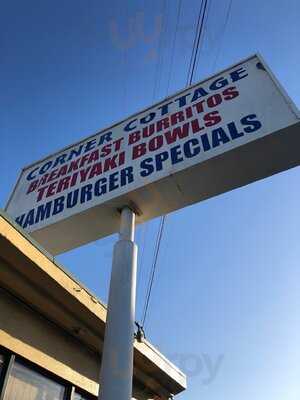 CORNER COTTAGE
BREAKFAST BURRITOS
TERIYAKI BOWLS
HAMBURGER SPECIALS